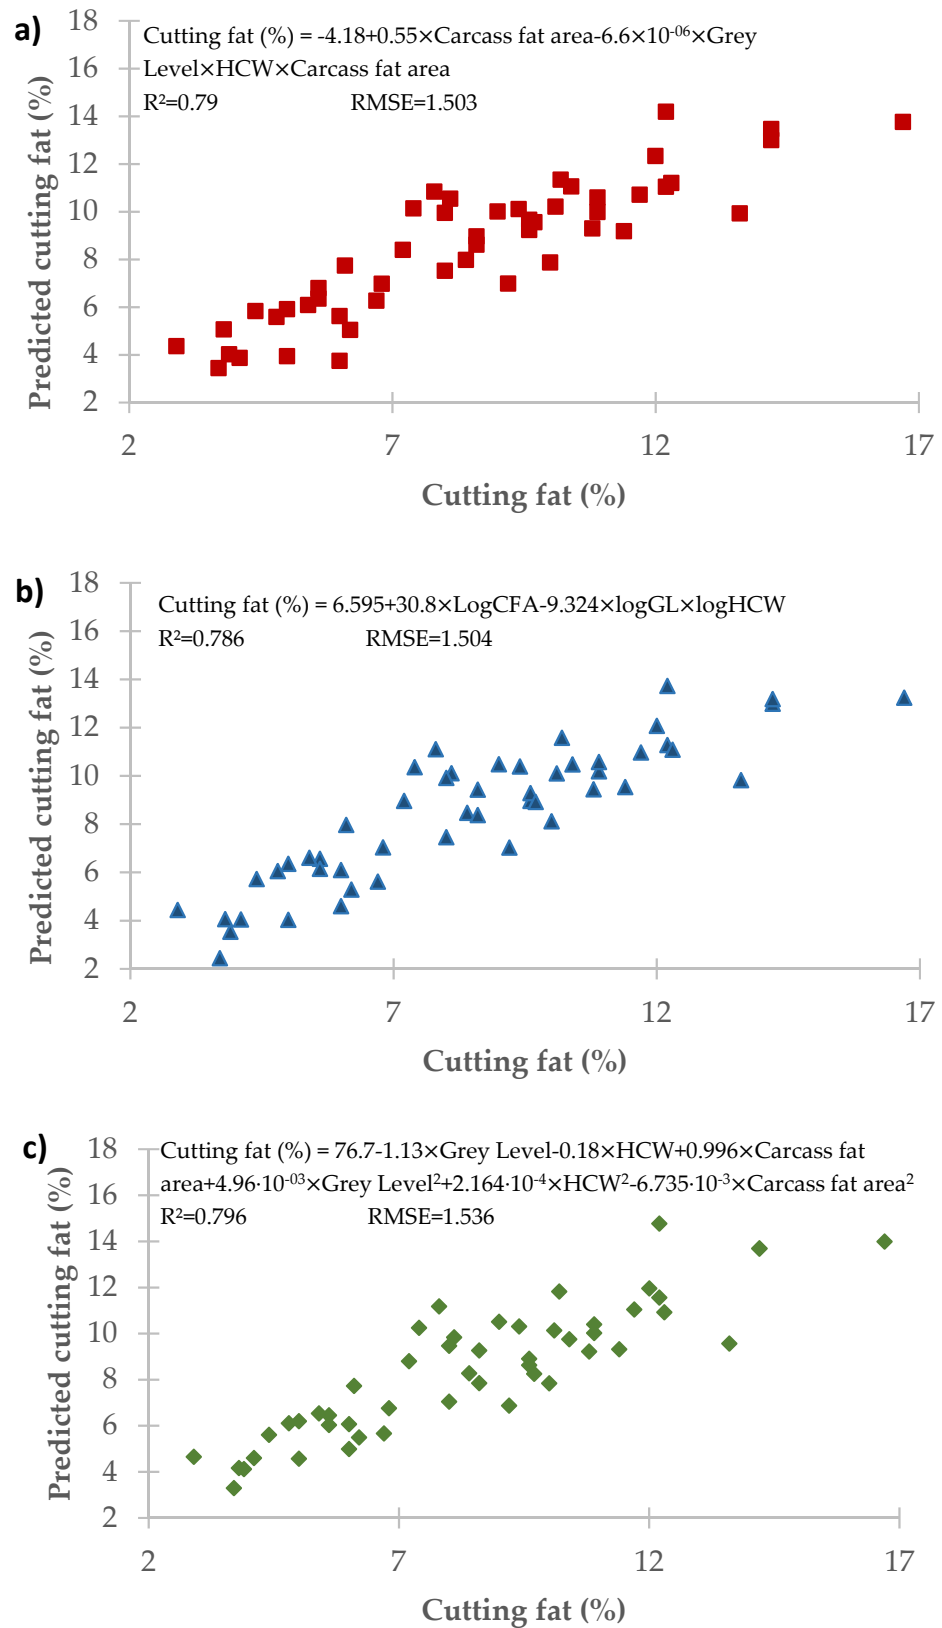 a)
Cutting fat (%) = -4.18+0.55×Carcass fat area-6.6×10⁻⁰⁶×Grey
Level×HCW×Carcass fat area
R²=0.79 RMSE=1.503
Predicted cutting fat (%)
18
16
14
12
10
8
6
4
2
2 7 12 17
Cutting fat (%)
b)
Cutting fat (%) = 6.595+30.8×LogCFA-9.324×logGL×logHCW
R²=0.786 RMSE=1.504
Predicted cutting fat (%)
18
16
14
12
10
8
6
4
2
2 7 12 17
Cutting fat (%)
c)
Cutting fat (%) = 76.7-1.13×Grey Level-0.18×HCW+0.996×Carcass fat
area+4.96·10⁻⁰³×Grey Level²+2.164·10⁻⁴×HCW²-6.735·10⁻³×Carcass fat area²
R²=0.796 RMSE=1.536
Predicted cutting fat (%)
18
16
14
12
10
8
6
4
2
2 7 12 17
Cutting fat (%)